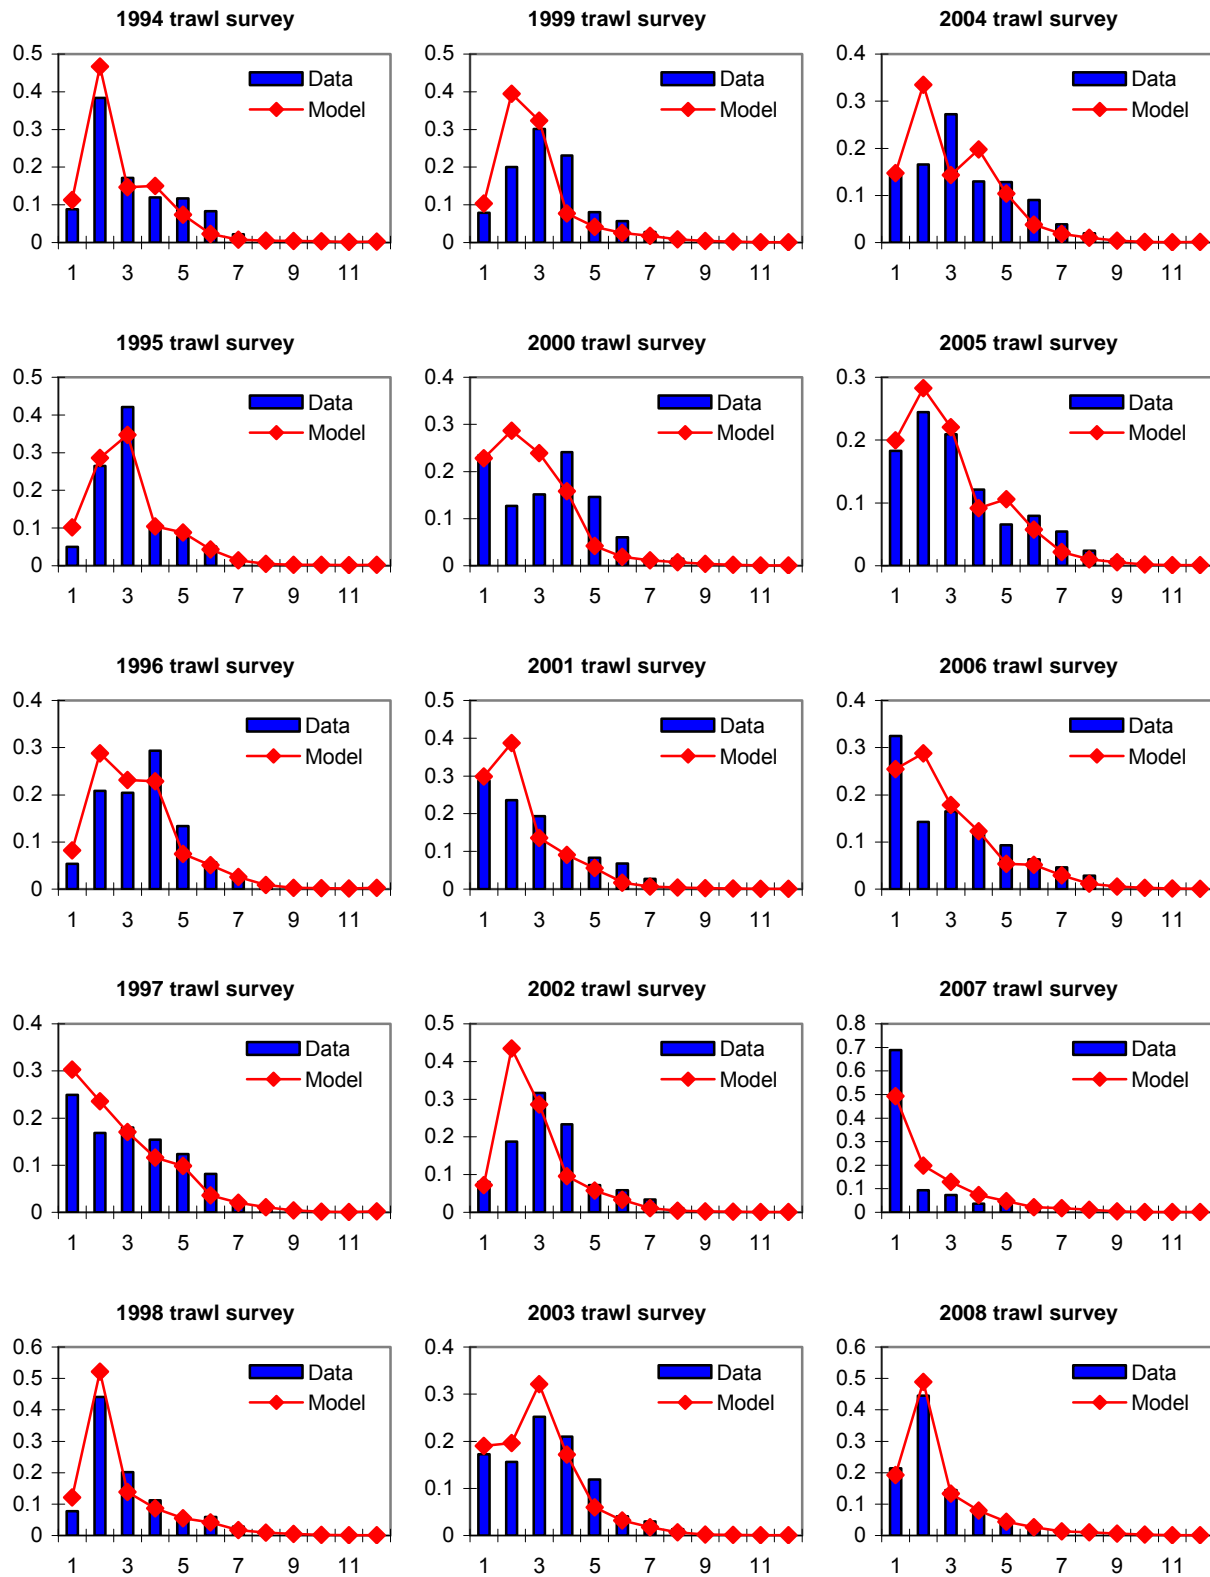 1994 trawl survey
0.5
0.4
0.3
0.2
0.1
0
Data
Model
1 3 5 7 9 11
1999 trawl survey
0.5
0.4
0.3
0.2
0.1
0
Data
Model
1 3 5 7 9 11
2004 trawl survey
0.4
0.3
0.2
0.1
0
Data
Model
1 3 5 7 9 11
1995 trawl survey
0.5
0.4
0.3
0.2
0.1
0
Data
Model
1 3 5 7 9 11
2000 trawl survey
0.4
0.3
0.2
0.1
0
Data
Model
1 3 5 7 9 11
2005 trawl survey
0.3
0.2
0.1
0
Data
Model
1 3 5 7 9 11
1996 trawl survey
0.4
0.3
0.2
0.1
0
Data
Model
1 3 5 7 9 11
2001 trawl survey
0.5
0.4
0.3
0.2
0.1
0
Data
Model
1 3 5 7 9 11
2006 trawl survey
0.4
0.3
0.2
0.1
0
Data
Model
1 3 5 7 9 11
1997 trawl survey
0.4
0.3
0.2
0.1
0
Data
Model
1 3 5 7 9 11
2002 trawl survey
0.5
0.4
0.3
0.2
0.1
0
Data
Model
1 3 5 7 9 11
2007 trawl survey
0.8
0.7
0.6
0.5
0.4
0.3
0.2
0.1
0
Data
Model
1 3 5 7 9 11
1998 trawl survey
0.6
0.5
0.4
0.3
0.2
0.1
0
Data
Model
1 3 5 7 9 11
2003 trawl survey
0.4
0.3
0.2
0.1
0
Data
Model
1 3 5 7 9 11
2008 trawl survey
0.6
0.5
0.4
0.3
0.2
0.1
0
Data
Model
1 3 5 7 9 11